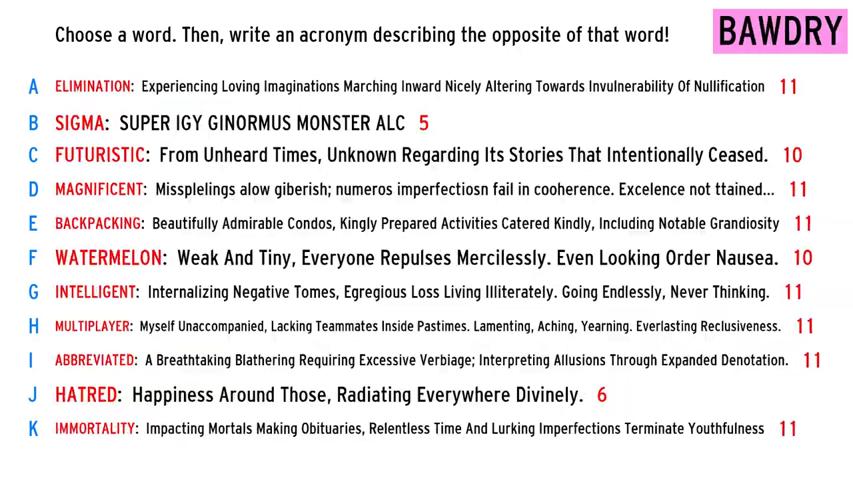 Choose a word. Then, write an acronym describing the opposite of that word!
BAWDRY
A ELIMINATION: Experiencing Loving Imaginations Marching Inward Nicely Altering Towards Invulnerability Of Nullification 11
B SIGMA: SUPER IGY GINORMUS MONSTER ALC 5
C FUTURISTIC: From Unheard Times, Unknown Regarding Its Stories That Intentionally Ceased. 10
D MAGNIFICENT: Missplelings alow giberish; numeros imperfectiosn fail in cooherence. Excelence not ttained... 11
E BACKPACKING: Beautifully Admirable Condos, Kingly Prepared Activities Catered Kindly, Including Notable Grandiosity 11
F WATERMELON: Weak And Tiny, Everyone Repulses Mercilessly. Even Looking Order Nausea. 10
G INTELLIGENT: Internalizing Negative Tomes, Egregious Loss Living Illiterately. Going Endlessly, Never Thinking. 11
H MULTIPLAYER: Myself Unaccompanied, Lacking Teammates Inside Pastimes. Lamenting, Aching, Yearning. Everlasting Reclusiveness. 11
I ABBREVIATED: A Breathtaking Blathering Requiring Excessive Verbiage; Interpreting Allusions Through Expanded Denotation. 11
J HATRED: Happiness Around Those, Radiating Everywhere Divinely. 6
K IMMORTALITY: Impacting Mortals Making Obituaries, Relentless Time And Lurking Imperfections Terminate Youthfulness 11